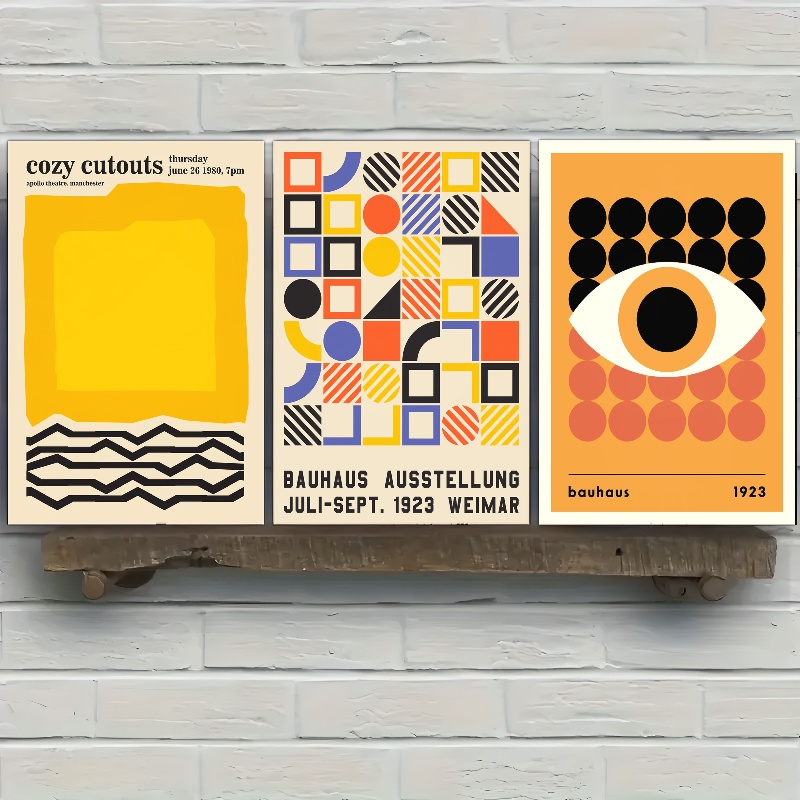 cozy cutouts
thursday
june 26 1980, 7pm
apollo theatre, manchester
BAUHAUS AUSSTELLUNG
JULI-SEPT. 1923 WEIMAR
bauhaus 1923